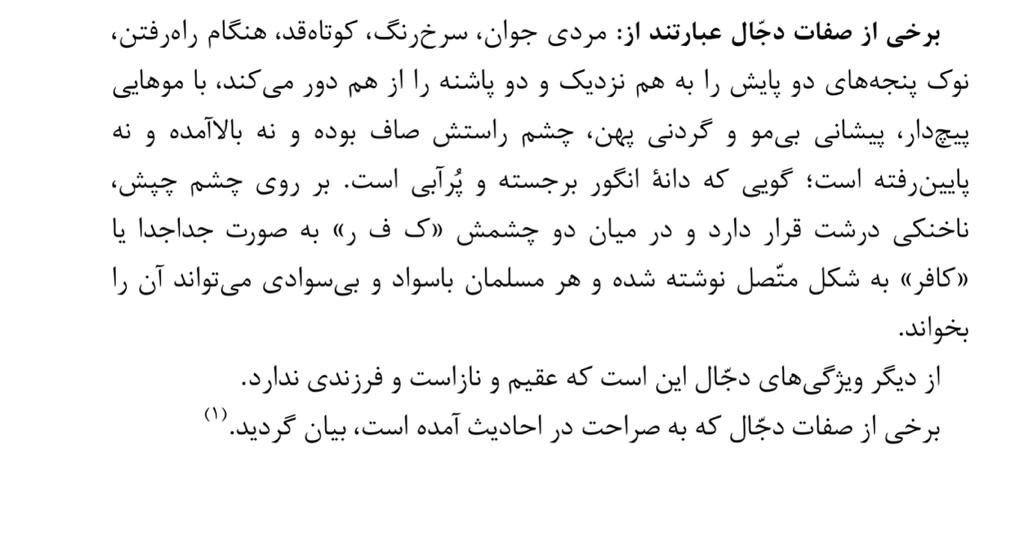 برخی از صفات دجّال عبارتند از: مردی جوان، سرخ‌رنگ، کوتاه‌قد، هنگام راه‌رفتن،
نوک پنجه‌های دو پایش را به هم نزدیک و دو پاشنه را از هم دور می‌کند، با موهایی
پیچ‌دار، پیشانی بی‌مو و گردنی پهن، چشم راستش صاف بوده و نه بالاآمده و نه
پایین‌رفته است؛ گویی که دانهٔ انگور برجسته و پُرآبی است. بر روی چشم چپش،
ناخنکی درشت قرار دارد و در میان دو چشمش «ک ف ر» به صورت جداجدا یا
«کافر» به شکل متّصل نوشته شده و هر مسلمان باسواد و بی‌سوادی می‌تواند آن را
بخواند.
از دیگر ویژگی‌های دجّال این است که عقیم و نازاست و فرزندی ندارد.
برخی از صفات دجّال که به صراحت در احادیث آمده است، بیان گردید.(۱)